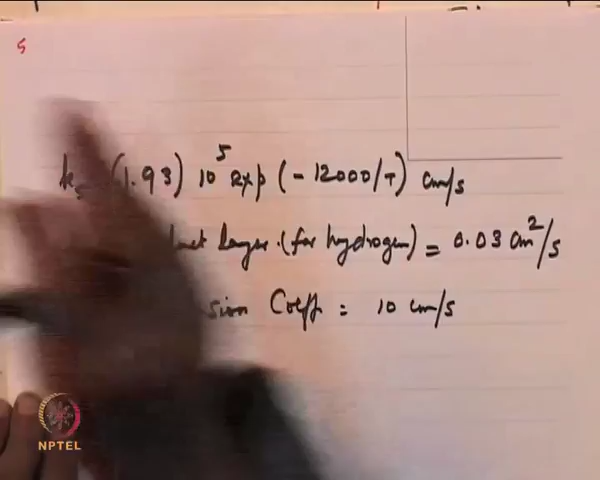 5
ks (1.93) 10^5 exp (- 12000/T) cm/s
layer. (for hydrogen) = 0.03 cm²/s
sion Coeff = 10 cm/s
NPTEL